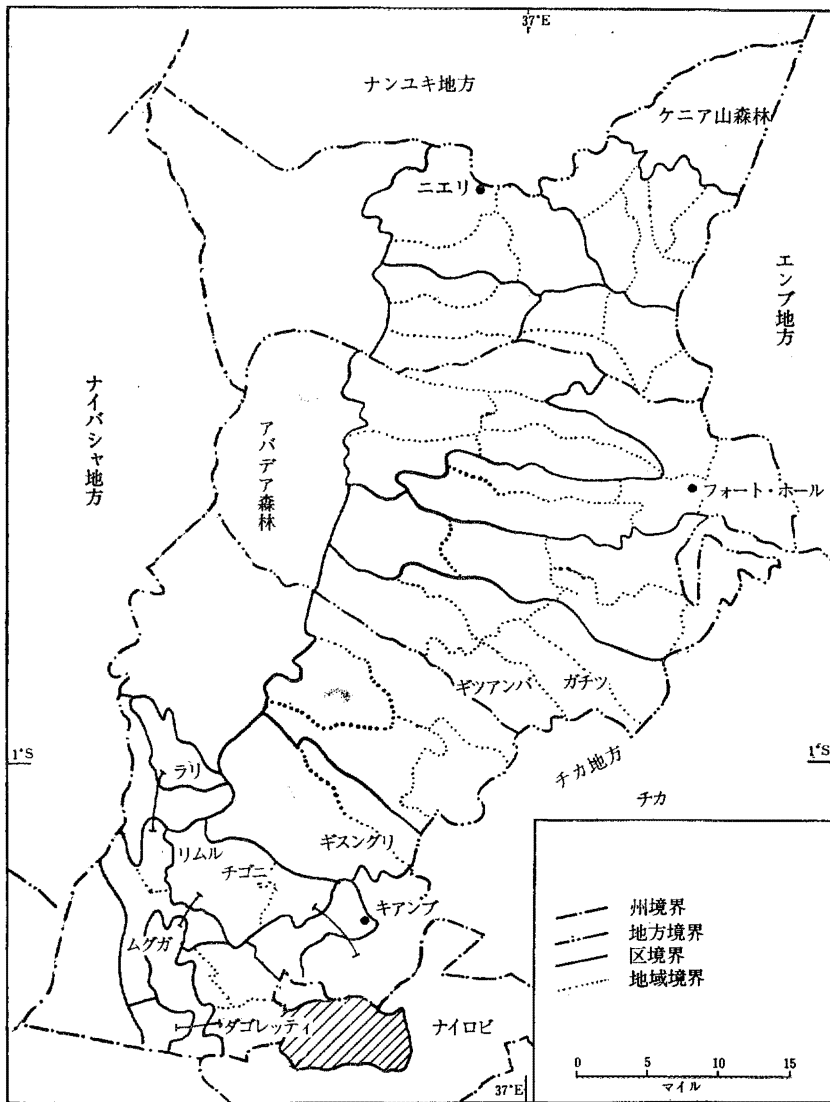 37°E
ナンユキ地方
ケニア山森林
ニエリ
エンブ地方
ナイバシャ地方
アバデア森林
フォート・ホール
ギツアンバ
ガチツ
1°S
1°S
チカ地方
チカ
ラリ
リムル
チゴニ
ギスングリ
キアンブ
ムグガ
ダゴレッティ
ナイロビ
37°E
州境界
地方境界
区境界
地域境界
0 5 10 15
マイル